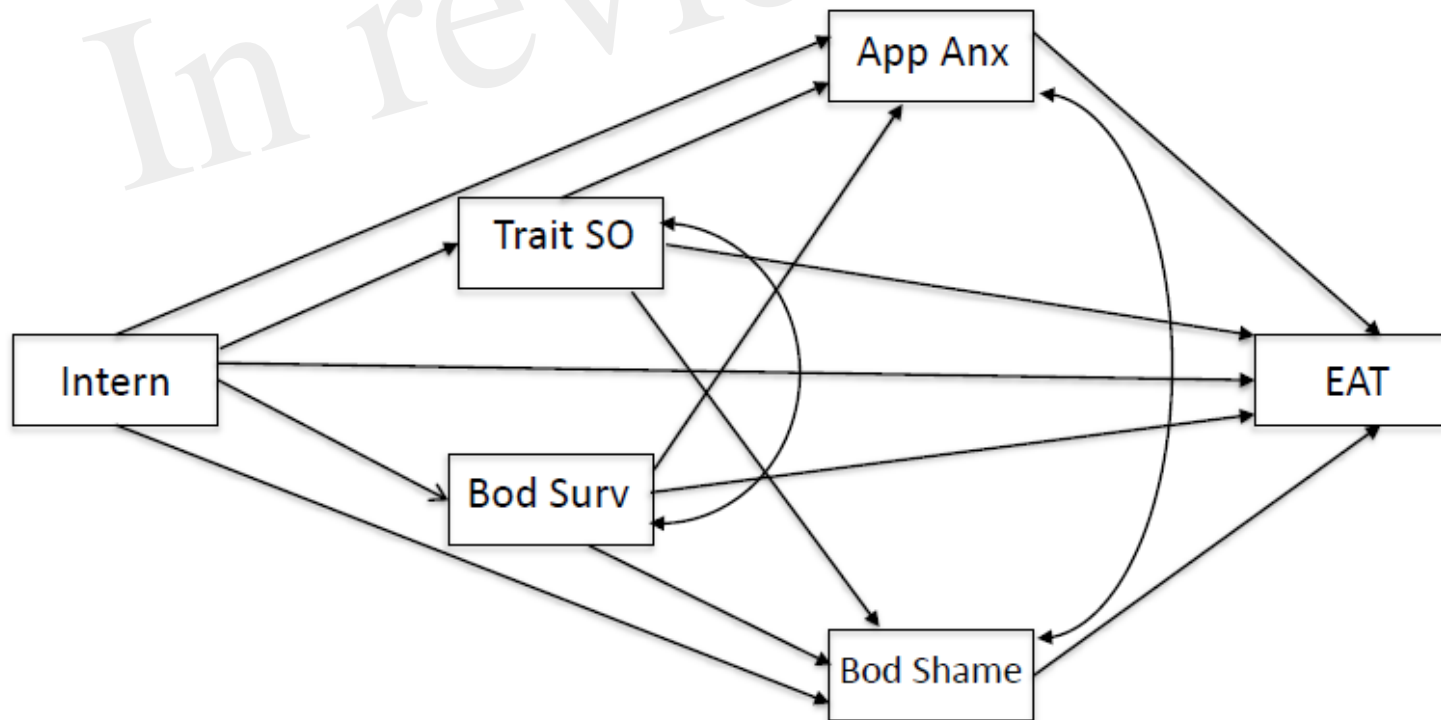 In review
App Anx
Trait SO
Intern
EAT
Bod Surv
Bod Shame